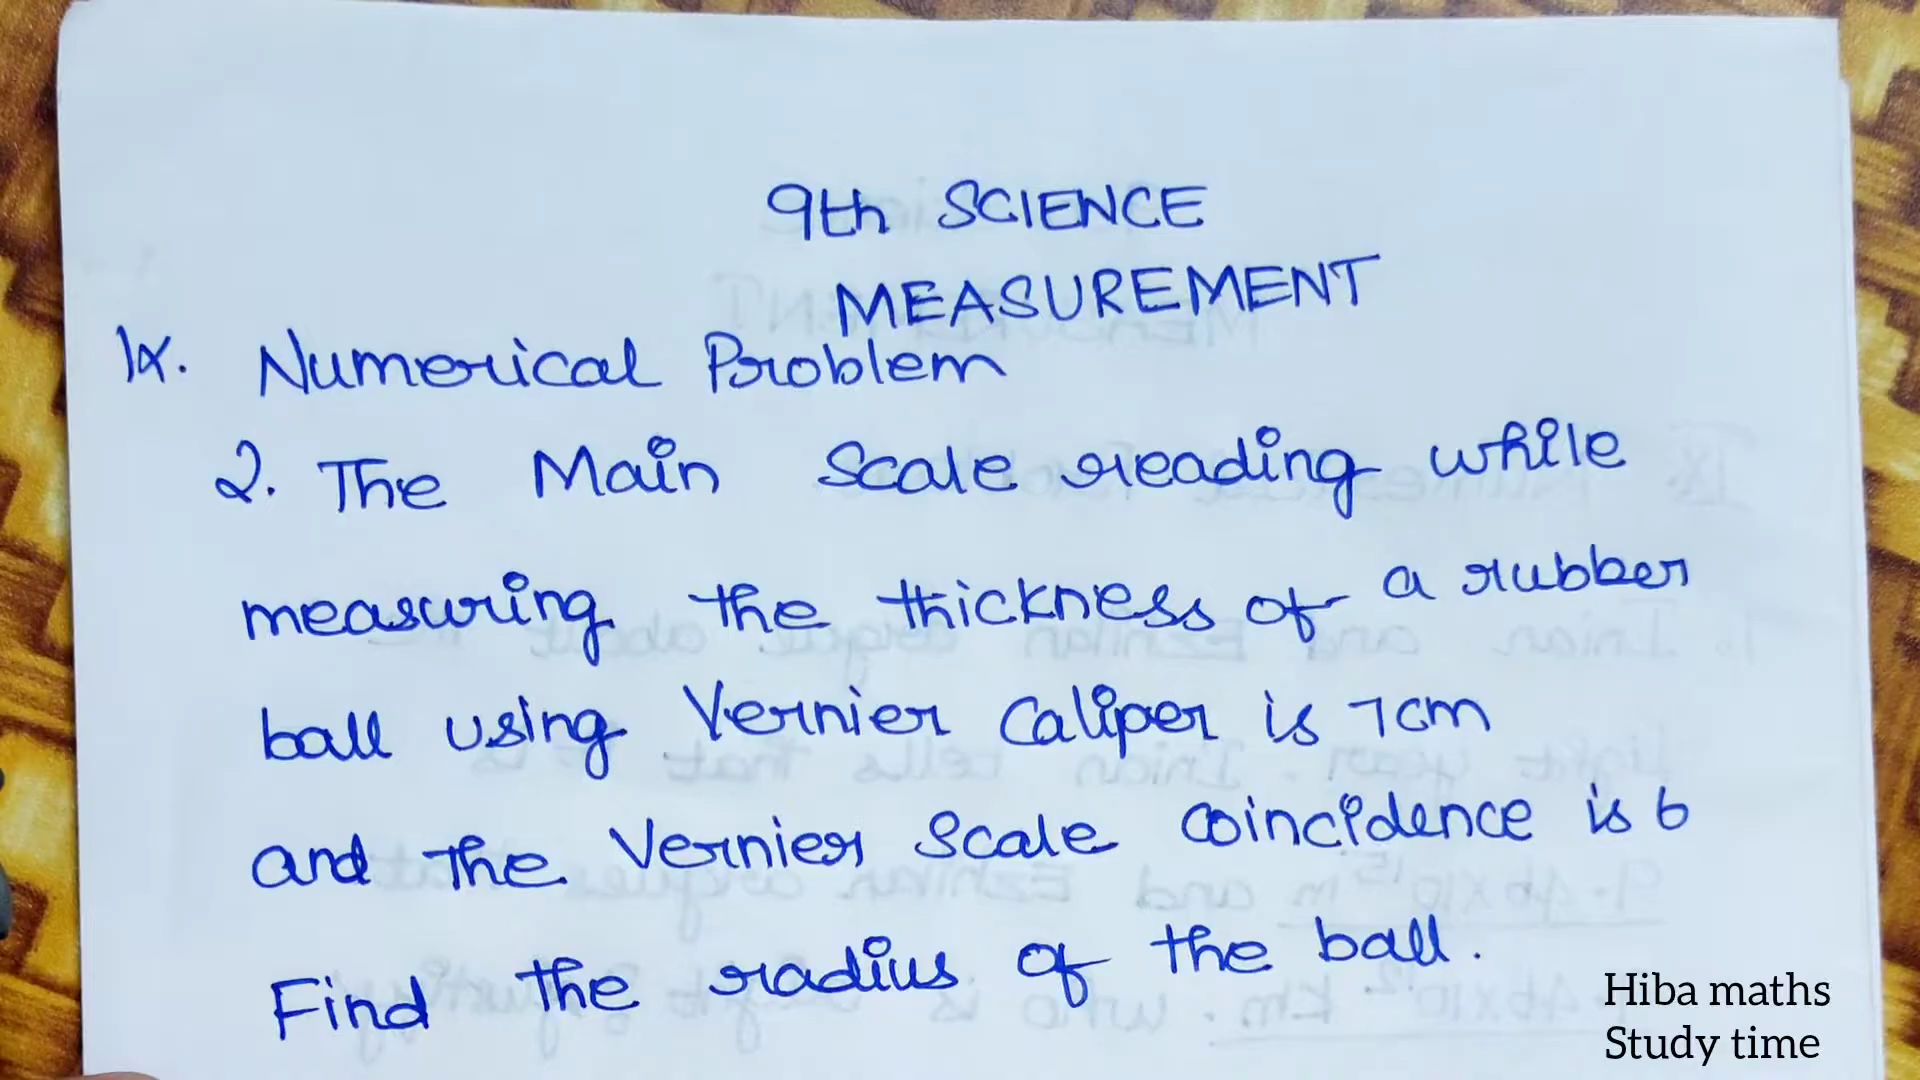 9th SCIENCE
MEASUREMENT
IX. Numerical Problem
2. The Main Scale reading while
measuring the thickness of a rubber
ball using Vernier Caliper is 7cm
and the Vernier Scale coincidence is 6
Find the radius of the ball.
Hiba maths
Study time